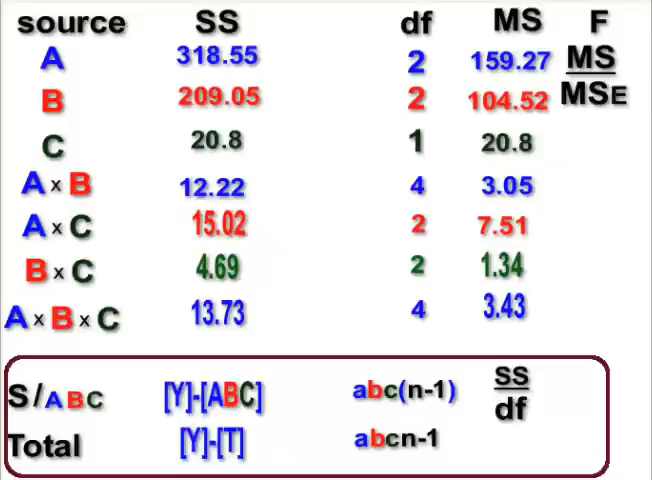 source SS df MS F
A 318.55 2 159.27 MS
B 209.05 2 104.52 MSE
C 20.8 1 20.8
A x B 12.22 4 3.05
A x C 15.02 2 7.51
B x C 4.69 2 1.34
A x B x C 13.73 4 3.43
S/ABC [Y]-[ABC] abc(n-1) SS
df
Total [Y]-[T] abcn-1